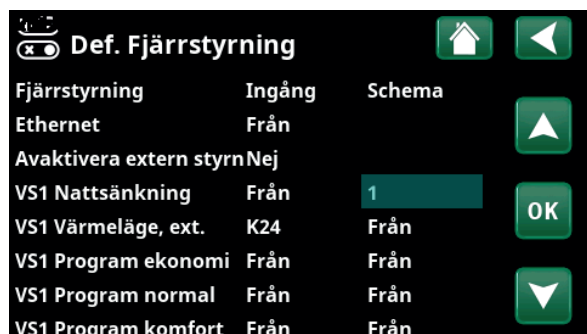 Def. Fjärrstyrning
Fjärrstyrning Ingång Schema
Ethernet Från
Avaktivera extern styrn Nej
VS1 Nattsänkning Från 1
VS1 Värmeläge, ext. K24 Från
OK
VS1 Program ekonomi Från Från
VS1 Program normal Från Från
VS1 Program komfort Från Från